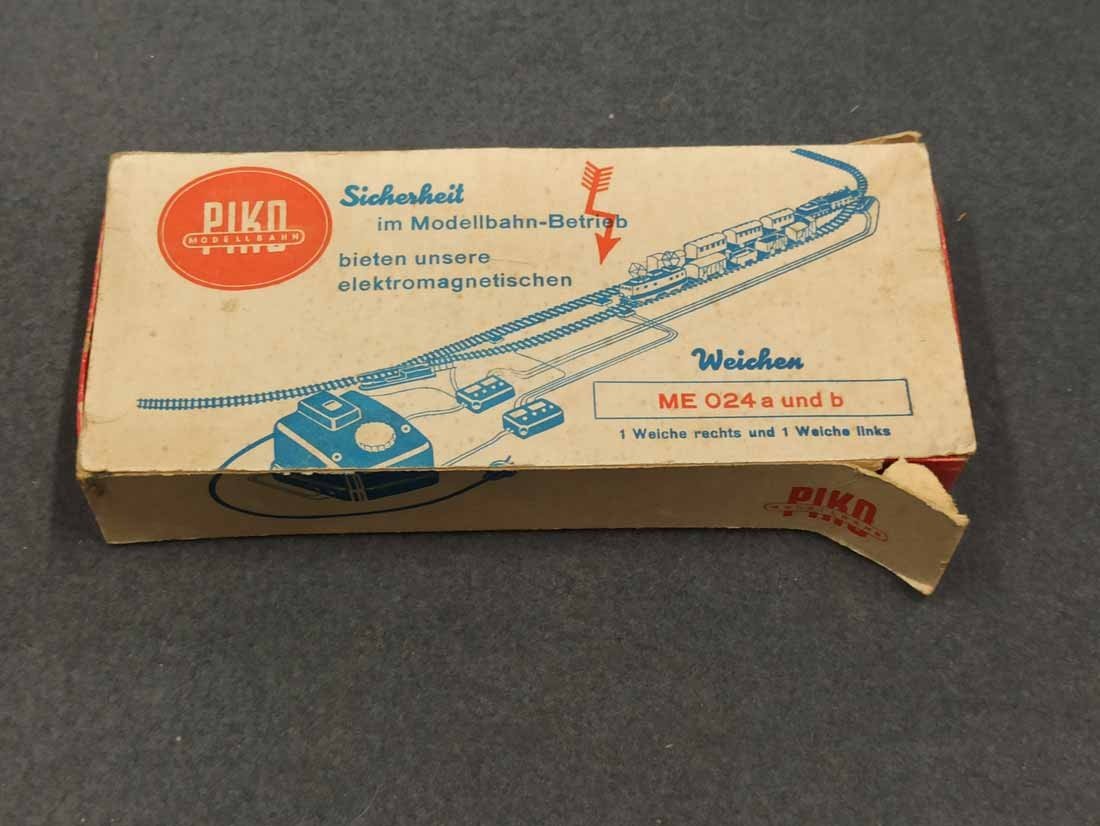 PIKO
MODELLBAHN
Sicherheit
im Modellbahn-Betrieb
bieten unsere
elektromagnetischen
Weichen
ME 024 a und b
1 Weiche rechts und 1 Weiche links
PIKO
MODELLBAHN